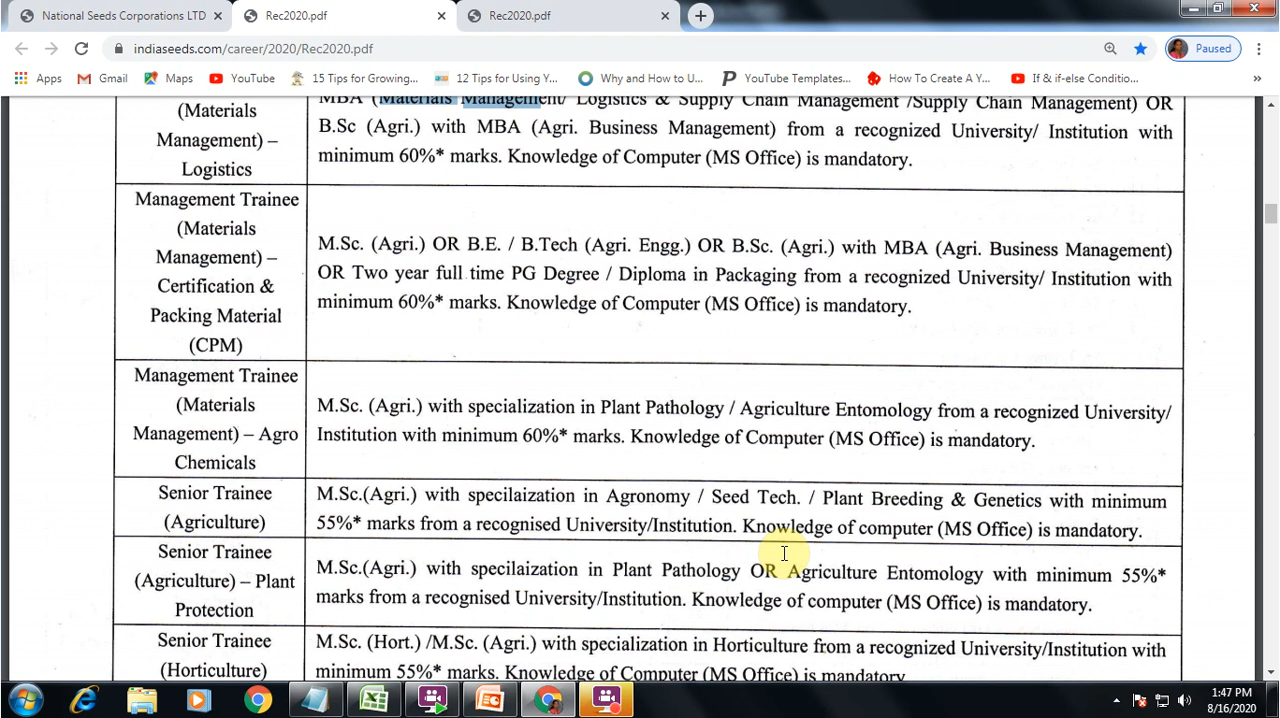 National Seeds Corporations LTD
Rec2020.pdf
Rec2020.pdf
indiaseeds.com/career/2020/Rec2020.pdf
Paused
Apps
Gmail
Maps
YouTube
15 Tips for Growing...
12 Tips for Using Y...
Why and How to U...
YouTube Templates...
How To Create A Y...
If & if-else Conditio...
»
(Materials
Management) –
Logistics
MBA (Materials Management/ Logistics & Supply Chain Management /Supply Chain Management) OR
B.Sc (Agri.) with MBA (Agri. Business Management) from a recognized University/ Institution with
minimum 60%* marks. Knowledge of Computer (MS Office) is mandatory.
Management Trainee
(Materials
Management) –
Certification &
Packing Material
(CPM)
M.Sc. (Agri.) OR B.E. / B.Tech (Agri. Engg.) OR B.Sc. (Agri.) with MBA (Agri. Business Management)
OR Two year full time PG Degree / Diploma in Packaging from a recognized University/ Institution with
minimum 60%* marks. Knowledge of Computer (MS Office) is mandatory.
Management Trainee
(Materials
Management) – Agro
Chemicals
M.Sc. (Agri.) with specialization in Plant Pathology / Agriculture Entomology from a recognized University/
Institution with minimum 60%* marks. Knowledge of Computer (MS Office) is mandatory.
Senior Trainee
(Agriculture)
M.Sc.(Agri.) with specilaization in Agronomy / Seed Tech. / Plant Breeding & Genetics with minimum
55%* marks from a recognised University/Institution. Knowledge of computer (MS Office) is mandatory.
Senior Trainee
(Agriculture) – Plant
Protection
M.Sc.(Agri.) with specilaization in Plant Pathology OR Agriculture Entomology with minimum 55%*
marks from a recognised University/Institution. Knowledge of computer (MS Office) is mandatory.
Senior Trainee
(Horticulture)
M.Sc. (Hort.) /M.Sc. (Agri.) with specialization in Horticulture from a recognized University/Institution with
minimum 55%* marks. Knowledge of Computer (MS Office) is mandatory
1:47 PM
8/16/2020